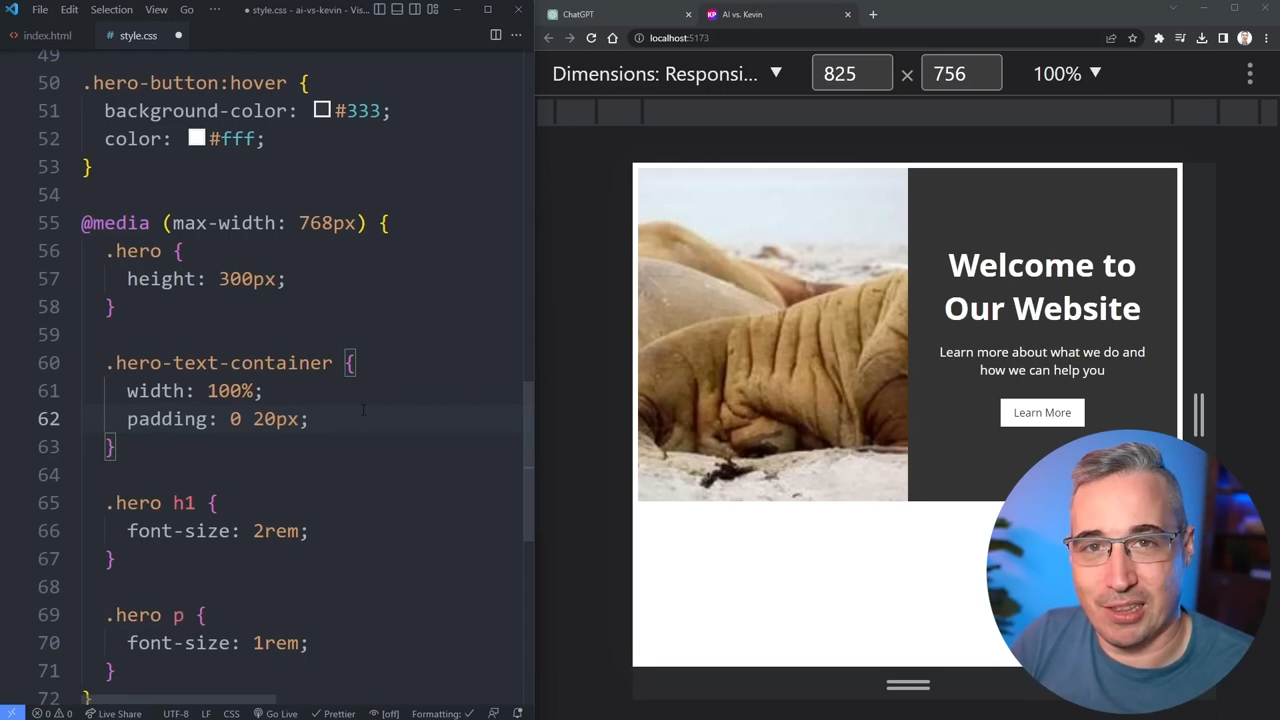 File Edit Selection View Go ··· ● style.css - ai-vs-kevin - Vis...
index.html
style.css ●
49
50 .hero-button:hover {
51 background-color: #333;
52 color: #fff;
53 }
54
55 @media (max-width: 768px) {
56 .hero {
57 height: 300px;
58 }
59
60 .hero-text-container {
61 width: 100%;
62 padding: 0 20px;
63 }
64
65 .hero h1 {
66 font-size: 2rem;
67 }
68
69 .hero p {
70 font-size: 1rem;
71 }
72 }
0 0 0 Live Share UTF-8 LF CSS Go Live Prettier [off] Formatting: ✓
ChatGPT
KP AI vs. Kevin
localhost:5173
Dimensions: Responsi... ▼ 825 × 756 100% ▼
Welcome to
Our Website
Learn more about what we do and
how we can help you
Learn More